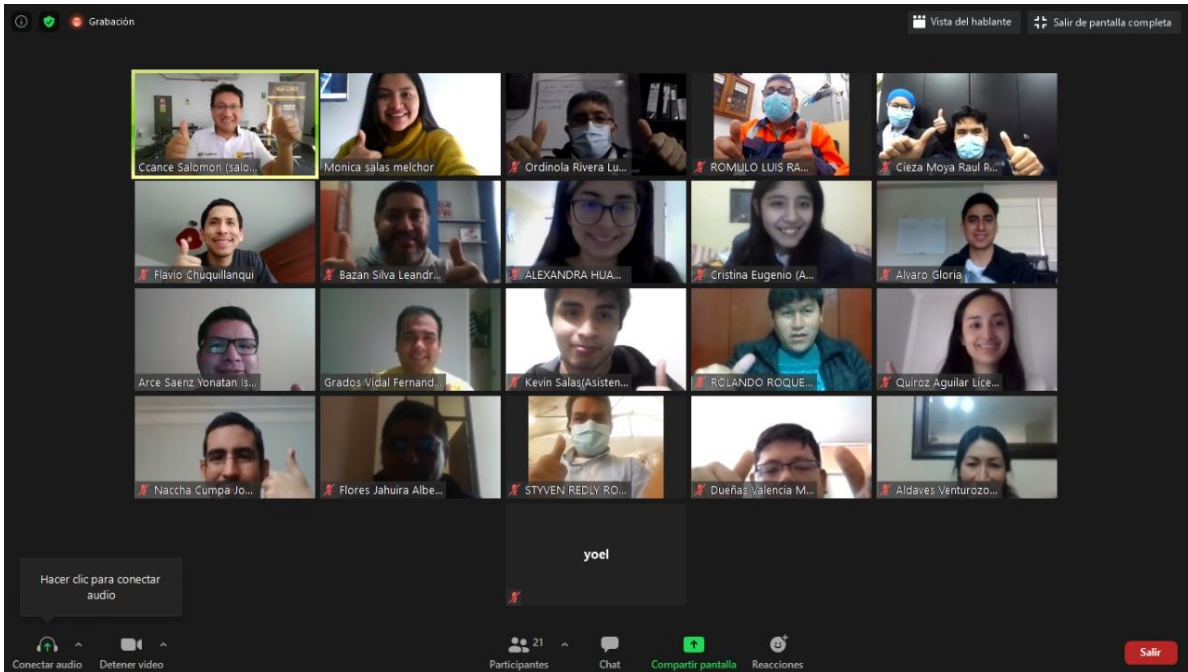 Grabación
Vista del hablante
Salir de pantalla completa
Ccance Salomon (salo...
Monica salas melchor
Ordinola Rivera Lu...
ROMULO LUIS RA...
Cieza Moya Raul R...
Flavio Chuquillanqui
Bazan Silva Leandr...
ALEXANDRA HUA...
Cristina Eugenio (A...
Alvaro Gloria
Arce Saenz Yonatan Is...
Grados Vidal Fernand...
Kevin Salas(Asisten...
ROLANDO ROQUE...
Quiroz Aguilar Lice...
Naccha Cumpa Jo...
Flores Jahuira Albe...
STYVEN REDLY RO...
Dueñas Valencia M...
Aldaves Venturozo...
yoel
Hacer clic para conectar
audio
Conectar audio
Detener video
21
Participantes
Chat
Compartir pantalla
Reacciones
Salir